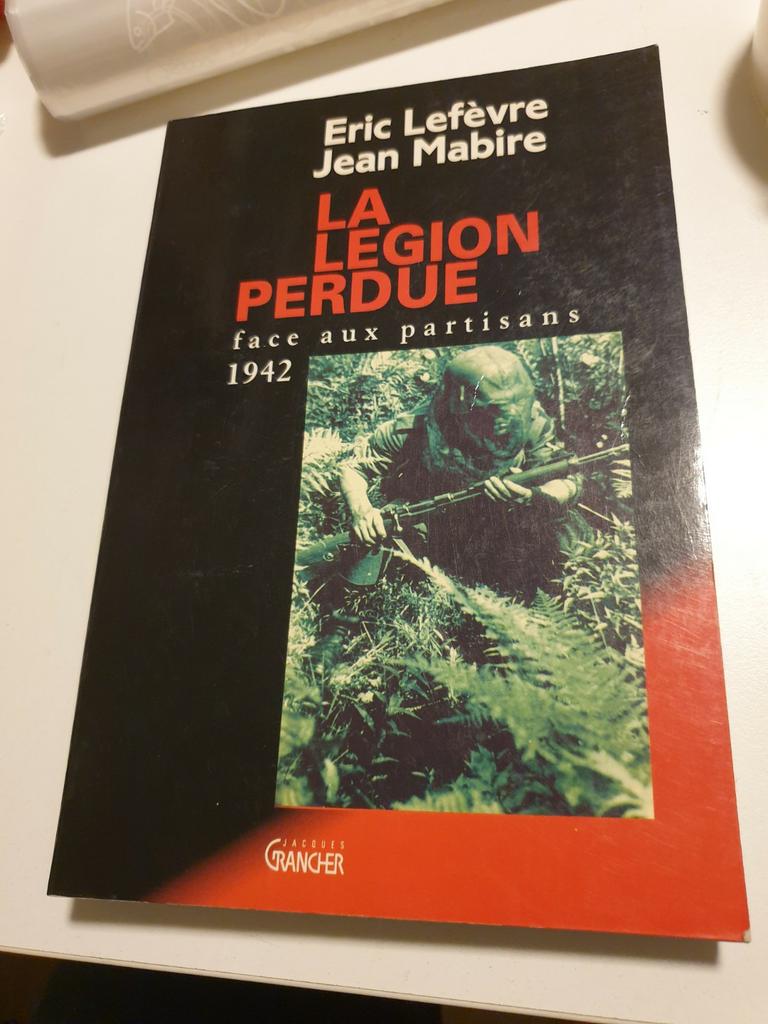 Eric Lefèvre
Jean Mabire
LA
LEGION
PERDUE
face aux partisans
1942
JACQUES
GRANCHER